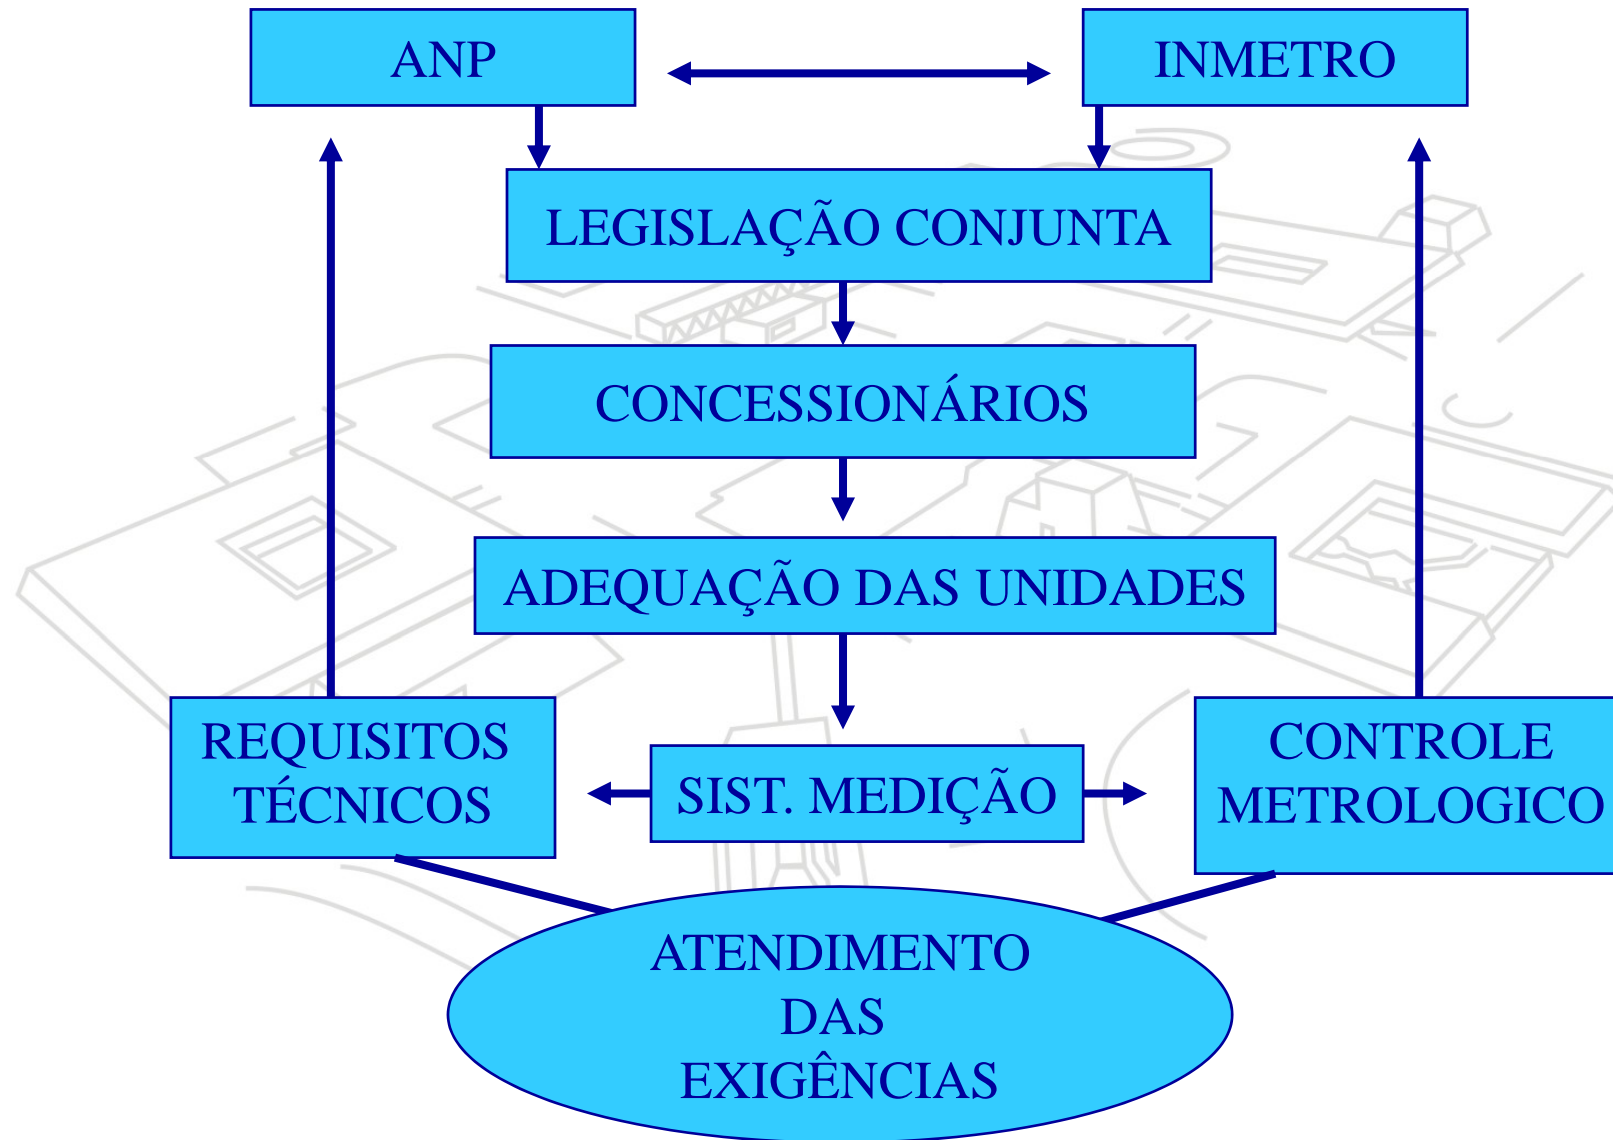 ANP
INMETRO
LEGISLAÇÃO CONJUNTA
CONCESSIONÁRIOS
ADEQUAÇÃO DAS UNIDADES
REQUISITOS
TÉCNICOS
SIST. MEDIÇÃO
CONTROLE
METROLOGICO
ATENDIMENTO
DAS
EXIGÊNCIAS